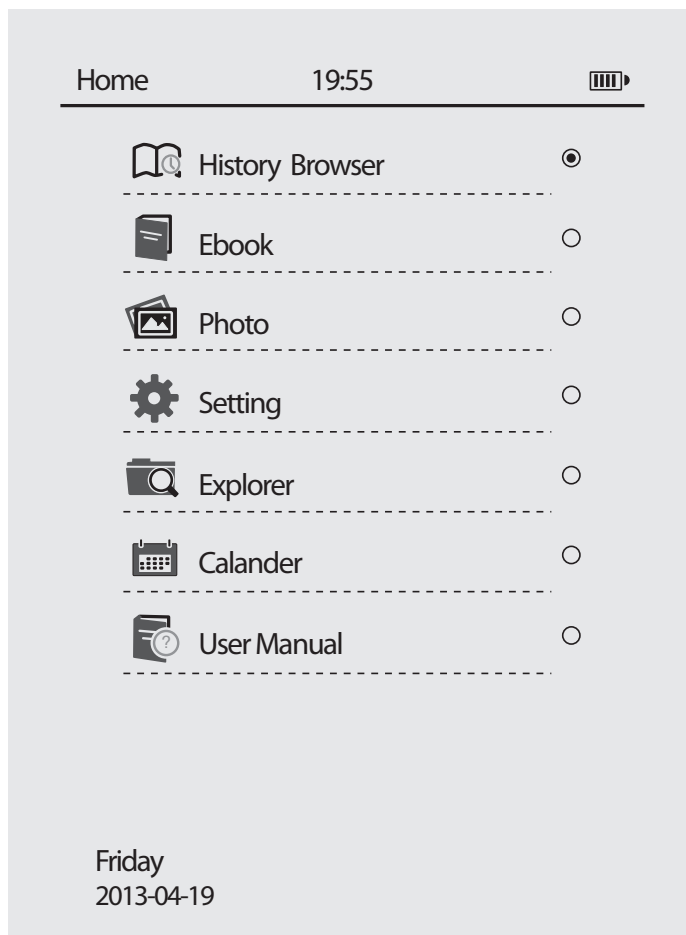 Home 19:55
History Browser
Ebook
Photo
Setting
Explorer
Calander
?
User Manual
Friday
2013-04-19